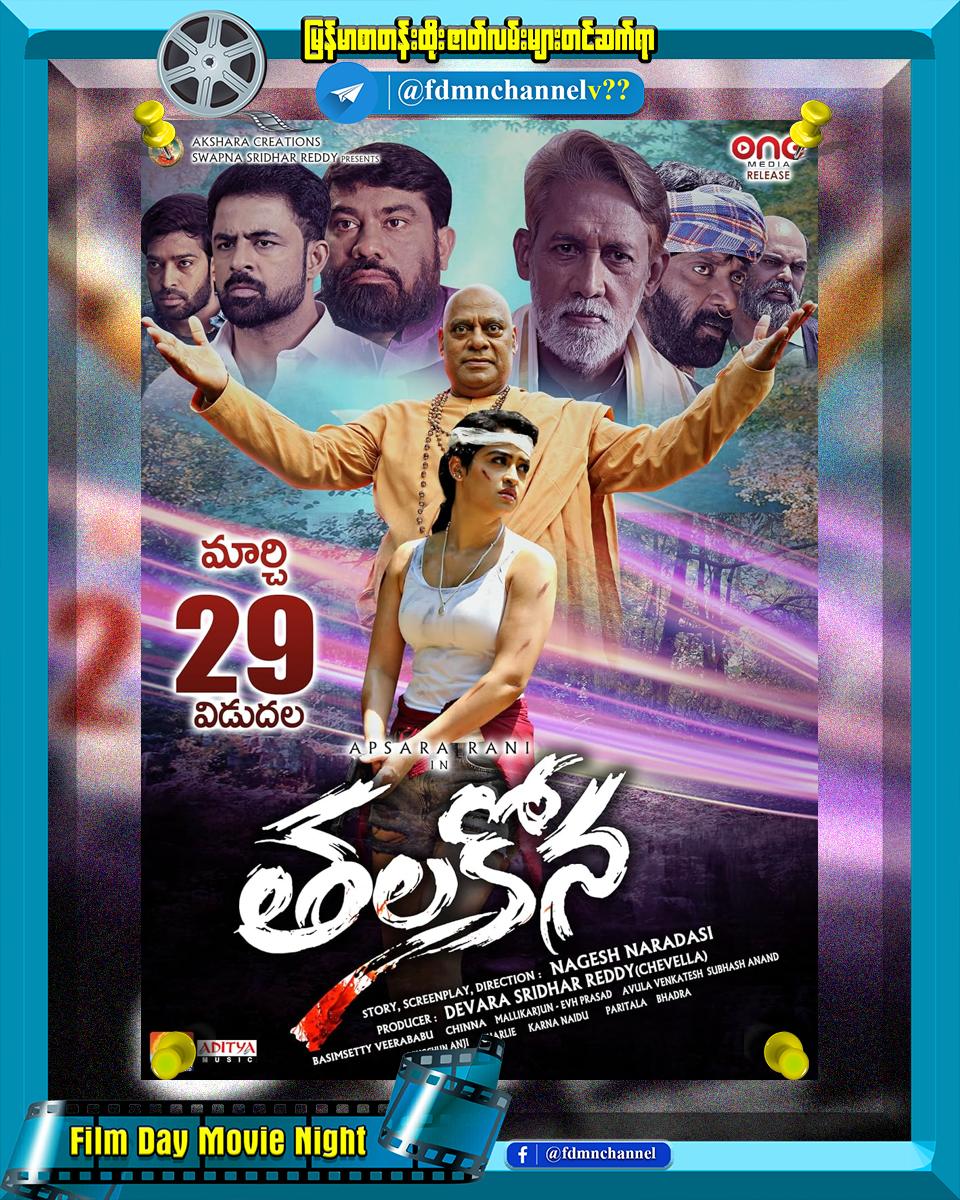 မြန်မာစာတန်းထိုးဇာတ်လမ်းများတင်ဆက်ရာ
@fdmnchannelv??
AKSHARA CREATIONS
SWAPNA SRIDHAR REDDY PRESENTS
ONE
MEDIA
RELEASE
మార్చి
29
విడుదల
2
APSARA RANI
IN
తలకోన
STORY, SCREENPLAY, DIRECTION : NAGESH NARADASI
PRODUCER : DEVARA SRIDHAR REDDY(CHEVELLA)
BASIMSETTY VEERABABU CHINNA MALLIKARJUN - EVH PRASAD AVULA VENKATESH SUBHASH ANAND
ANJI KARNA NAIDU PARITALA BHADRA
ADITYA
MUSIC
Film Day Movie Night
f @fdmnchannel